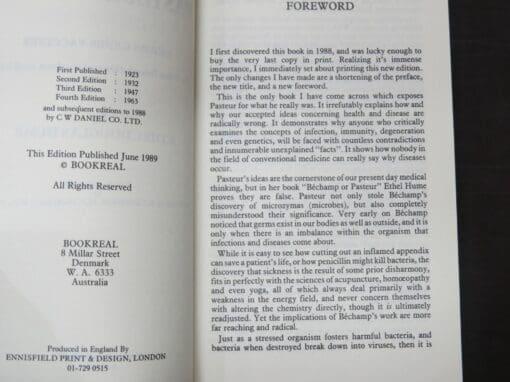 First Published : 1923
Second Edition : 1932
Third Edition : 1947
Fourth Edition : 1963
and subsequent editions to 1988
by C W DANIEL CO. LTD.
This Edition Published June 1989
© BOOKREAL
All Rights Reserved
BOOKREAL
8 Millar Street
Denmark
W. A. 6333
Australia
Produced in England By
ENNISFIELD PRINT & DESIGN, LONDON
01-729 0515
FOREWORD
I first discovered this book in 1988, and was lucky enough to
buy the very last copy in print. Realizing it's immense
importance, I immediately set about printing this new edition.
The only changes I have made are a shortening of the preface,
the new title, and a new foreword.
This is the only book I have come across which exposes
Pasteur for what he really was. It irrefutably explains how and
why our accepted ideas concerning health and disease are
radically wrong. It demonstrates why anyone who critically
examines the concepts of infection, immunity, degeneration
and even genetics, will be faced with countless contradictions
and innumerable unexplained "facts". It shows how nobody in
the field of conventional medicine can really say why diseases
occur.
Pasteur's ideas are the cornerstone of our present day medical
thinking, but in her book "Béchamp or Pasteur" Ethel Hume
proves they are false. Pasteur not only stole Béchamp's
discovery of microzymas (microbes), but also completely
misunderstood their significance. Very early on Béchamp
noticed that germs exist in our bodies as well as outside, and it is
only when there is an imbalance within the organism that
infections and diseases come about.
While it is easy to see how cutting out an inflamed appendix
can save a patient's life, or how penicillin might kill bacteria, the
discovery that sickness is the result of some prior disharmony,
fits in perfectly with the sciences of acupuncture, homœopathy
and even yoga, all of which always deal primarily with a
weakness in the energy field, and never concern themselves
with altering the chemistry directly, though it is ultimately
readjusted. Yet the implications of Béchamp's work are more
far reaching and radical.
Just as a stressed organism fosters harmful bacteria, and
bacteria when destroyed break down into viruses, then it is